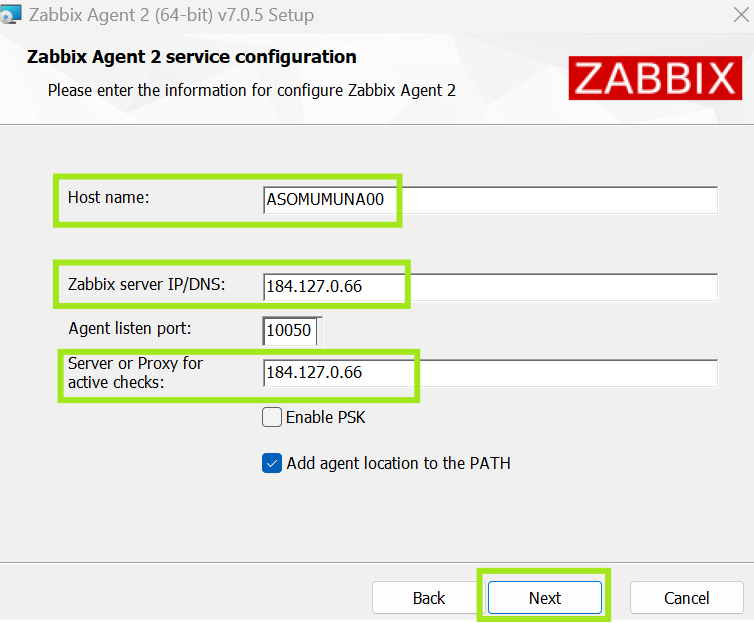 Zabbix Agent 2 (64-bit) v7.0.5 Setup
Zabbix Agent 2 service configuration
Please enter the information for configure Zabbix Agent 2
ZABBIX
Host name: ASOMUMUNA00
Zabbix server IP/DNS: 184.127.0.66
Agent listen port: 10050
Server or Proxy for
active checks: 184.127.0.66
Enable PSK
Add agent location to the PATH
Back Next Cancel